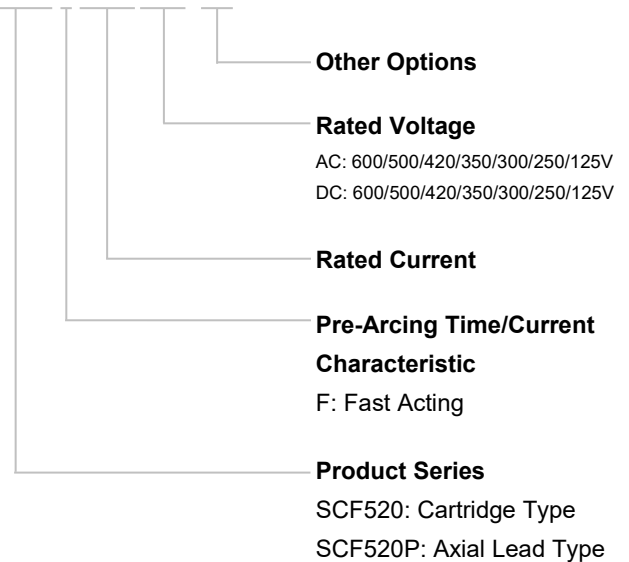 Other Options
Rated Voltage
AC: 600/500/420/350/300/250/125V
DC: 600/500/420/350/300/250/125V
Rated Current
Pre-Arcing Time/Current
Characteristic
F: Fast Acting
Product Series
SCF520: Cartridge Type
SCF520P: Axial Lead Type